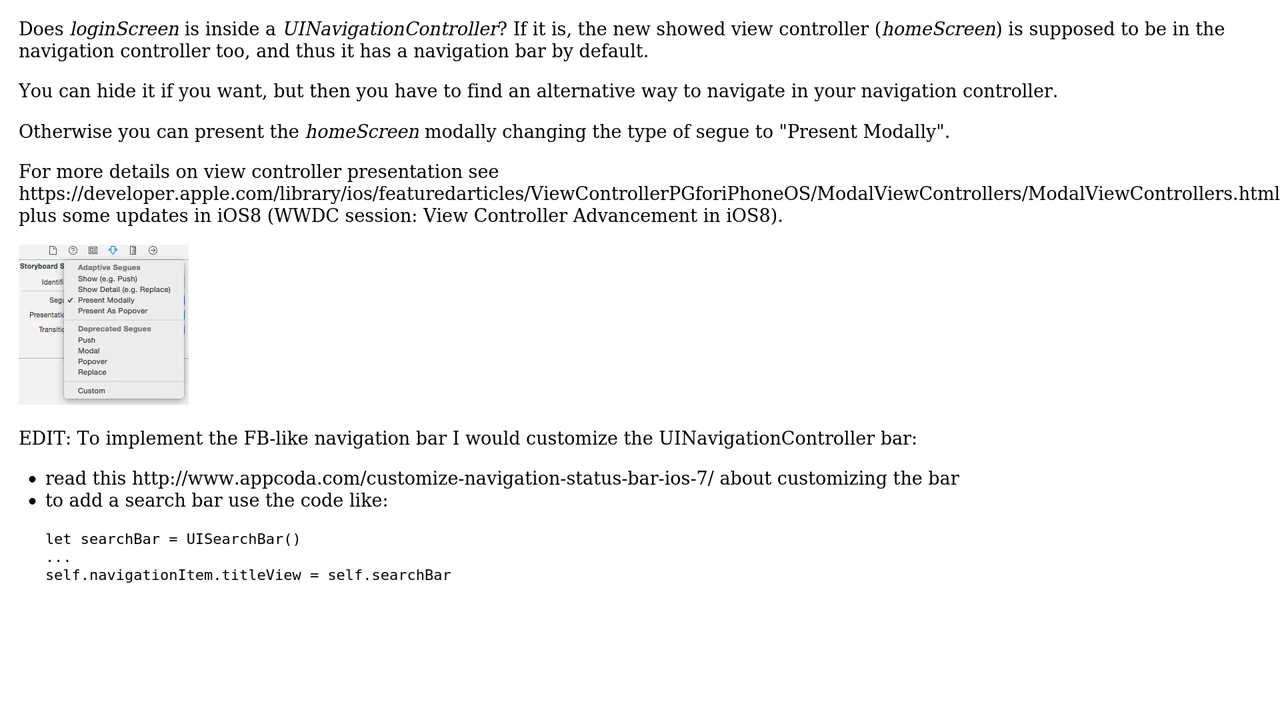 Does loginScreen is inside a UINavigationController? If it is, the new showed view controller (homeScreen) is supposed to be in the
navigation controller too, and thus it has a navigation bar by default.
You can hide it if you want, but then you have to find an alternative way to navigate in your navigation controller.
Otherwise you can present the homeScreen modally changing the type of segue to "Present Modally".
For more details on view controller presentation see
https://developer.apple.com/library/ios/featuredarticles/ViewControllerPGforiPhoneOS/ModalViewControllers/ModalViewControllers.html
plus some updates in iOS8 (WWDC session: View Controller Advancement in iOS8).
Storyboard S
Identifi
Segu
Presentatio
Transitio
Adaptive Segues
Show (e.g. Push)
Show Detail (e.g. Replace)
✓ Present Modally
Present As Popover
Deprecated Segues
Push
Modal
Popover
Replace
Custom
EDIT: To implement the FB-like navigation bar I would customize the UINavigationController bar:
• read this http://www.appcoda.com/customize-navigation-status-bar-ios-7/ about customizing the bar
• to add a search bar use the code like:
let searchBar = UISearchBar()
...
self.navigationItem.titleView = self.searchBar